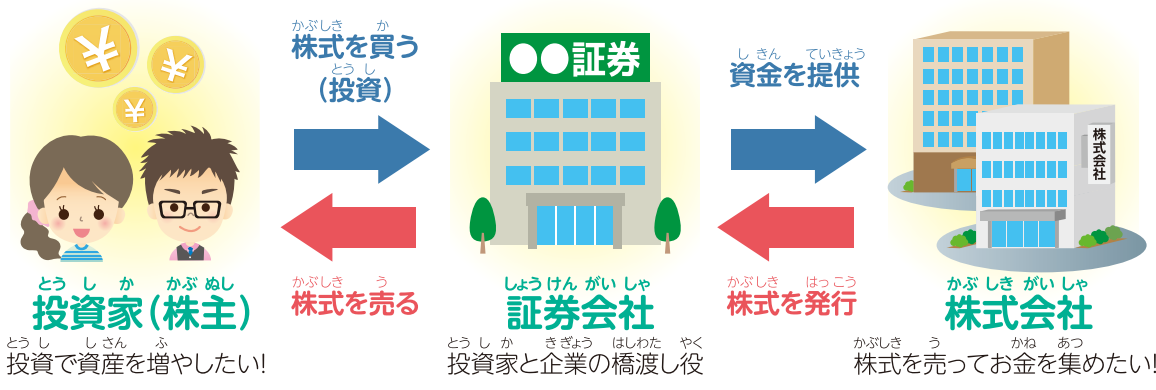 かぶしき か
株式を買う
とう し
(投資)
し きん ていきょう
資金を提供
○○証券
株式会社
かぶしき う
株式を売る
かぶしき はっこう
株式を発行
とう し か かぶ ぬし
投資家(株主)
とう し し さん ふ
投資で資産を増やしたい!
しょう けん がい しゃ
証券会社
とう し か き ぎょう はしわた やく
投資家と企業の橋渡し役
かぶ しき がい しゃ
株式会社
かぶしき う かね あつ
株式を売ってお金を集めたい!
¥
¥
¥